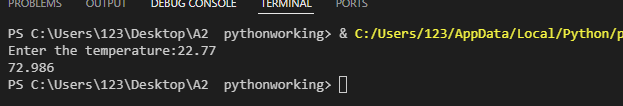 PROBLEMS OUTPUT DEBUG CONSOLE TERMINAL PORTS
PS C:\Users\123\Desktop\A2  pythonworking> & C:/Users/123/AppData/Local/Python/p
Enter the temperature:22.77
72.986
PS C:\Users\123\Desktop\A2  pythonworking>